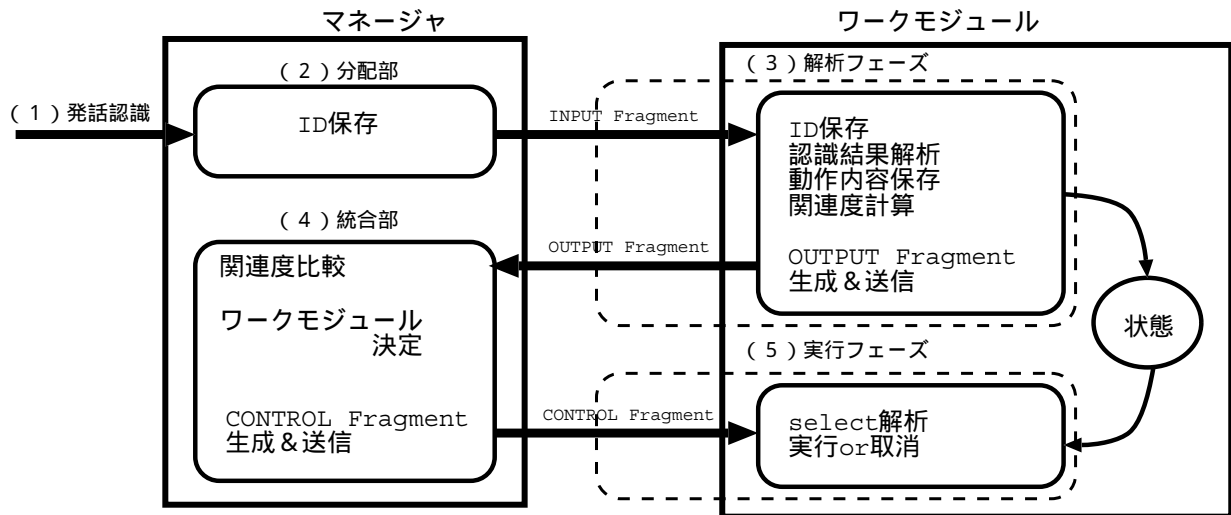 マネージャ
ワークモジュール
(1)発話認識
(2)分配部
ID保存
INPUT Fragment
(3)解析フェーズ
ID保存
認識結果解析
動作内容保存
関連度計算
OUTPUT Fragment
生成&送信
OUTPUT Fragment
(4)統合部
関連度比較
ワークモジュール
決定
CONTROL Fragment
生成&送信
CONTROL Fragment
状態
(5)実行フェーズ
select解析
実行or取消